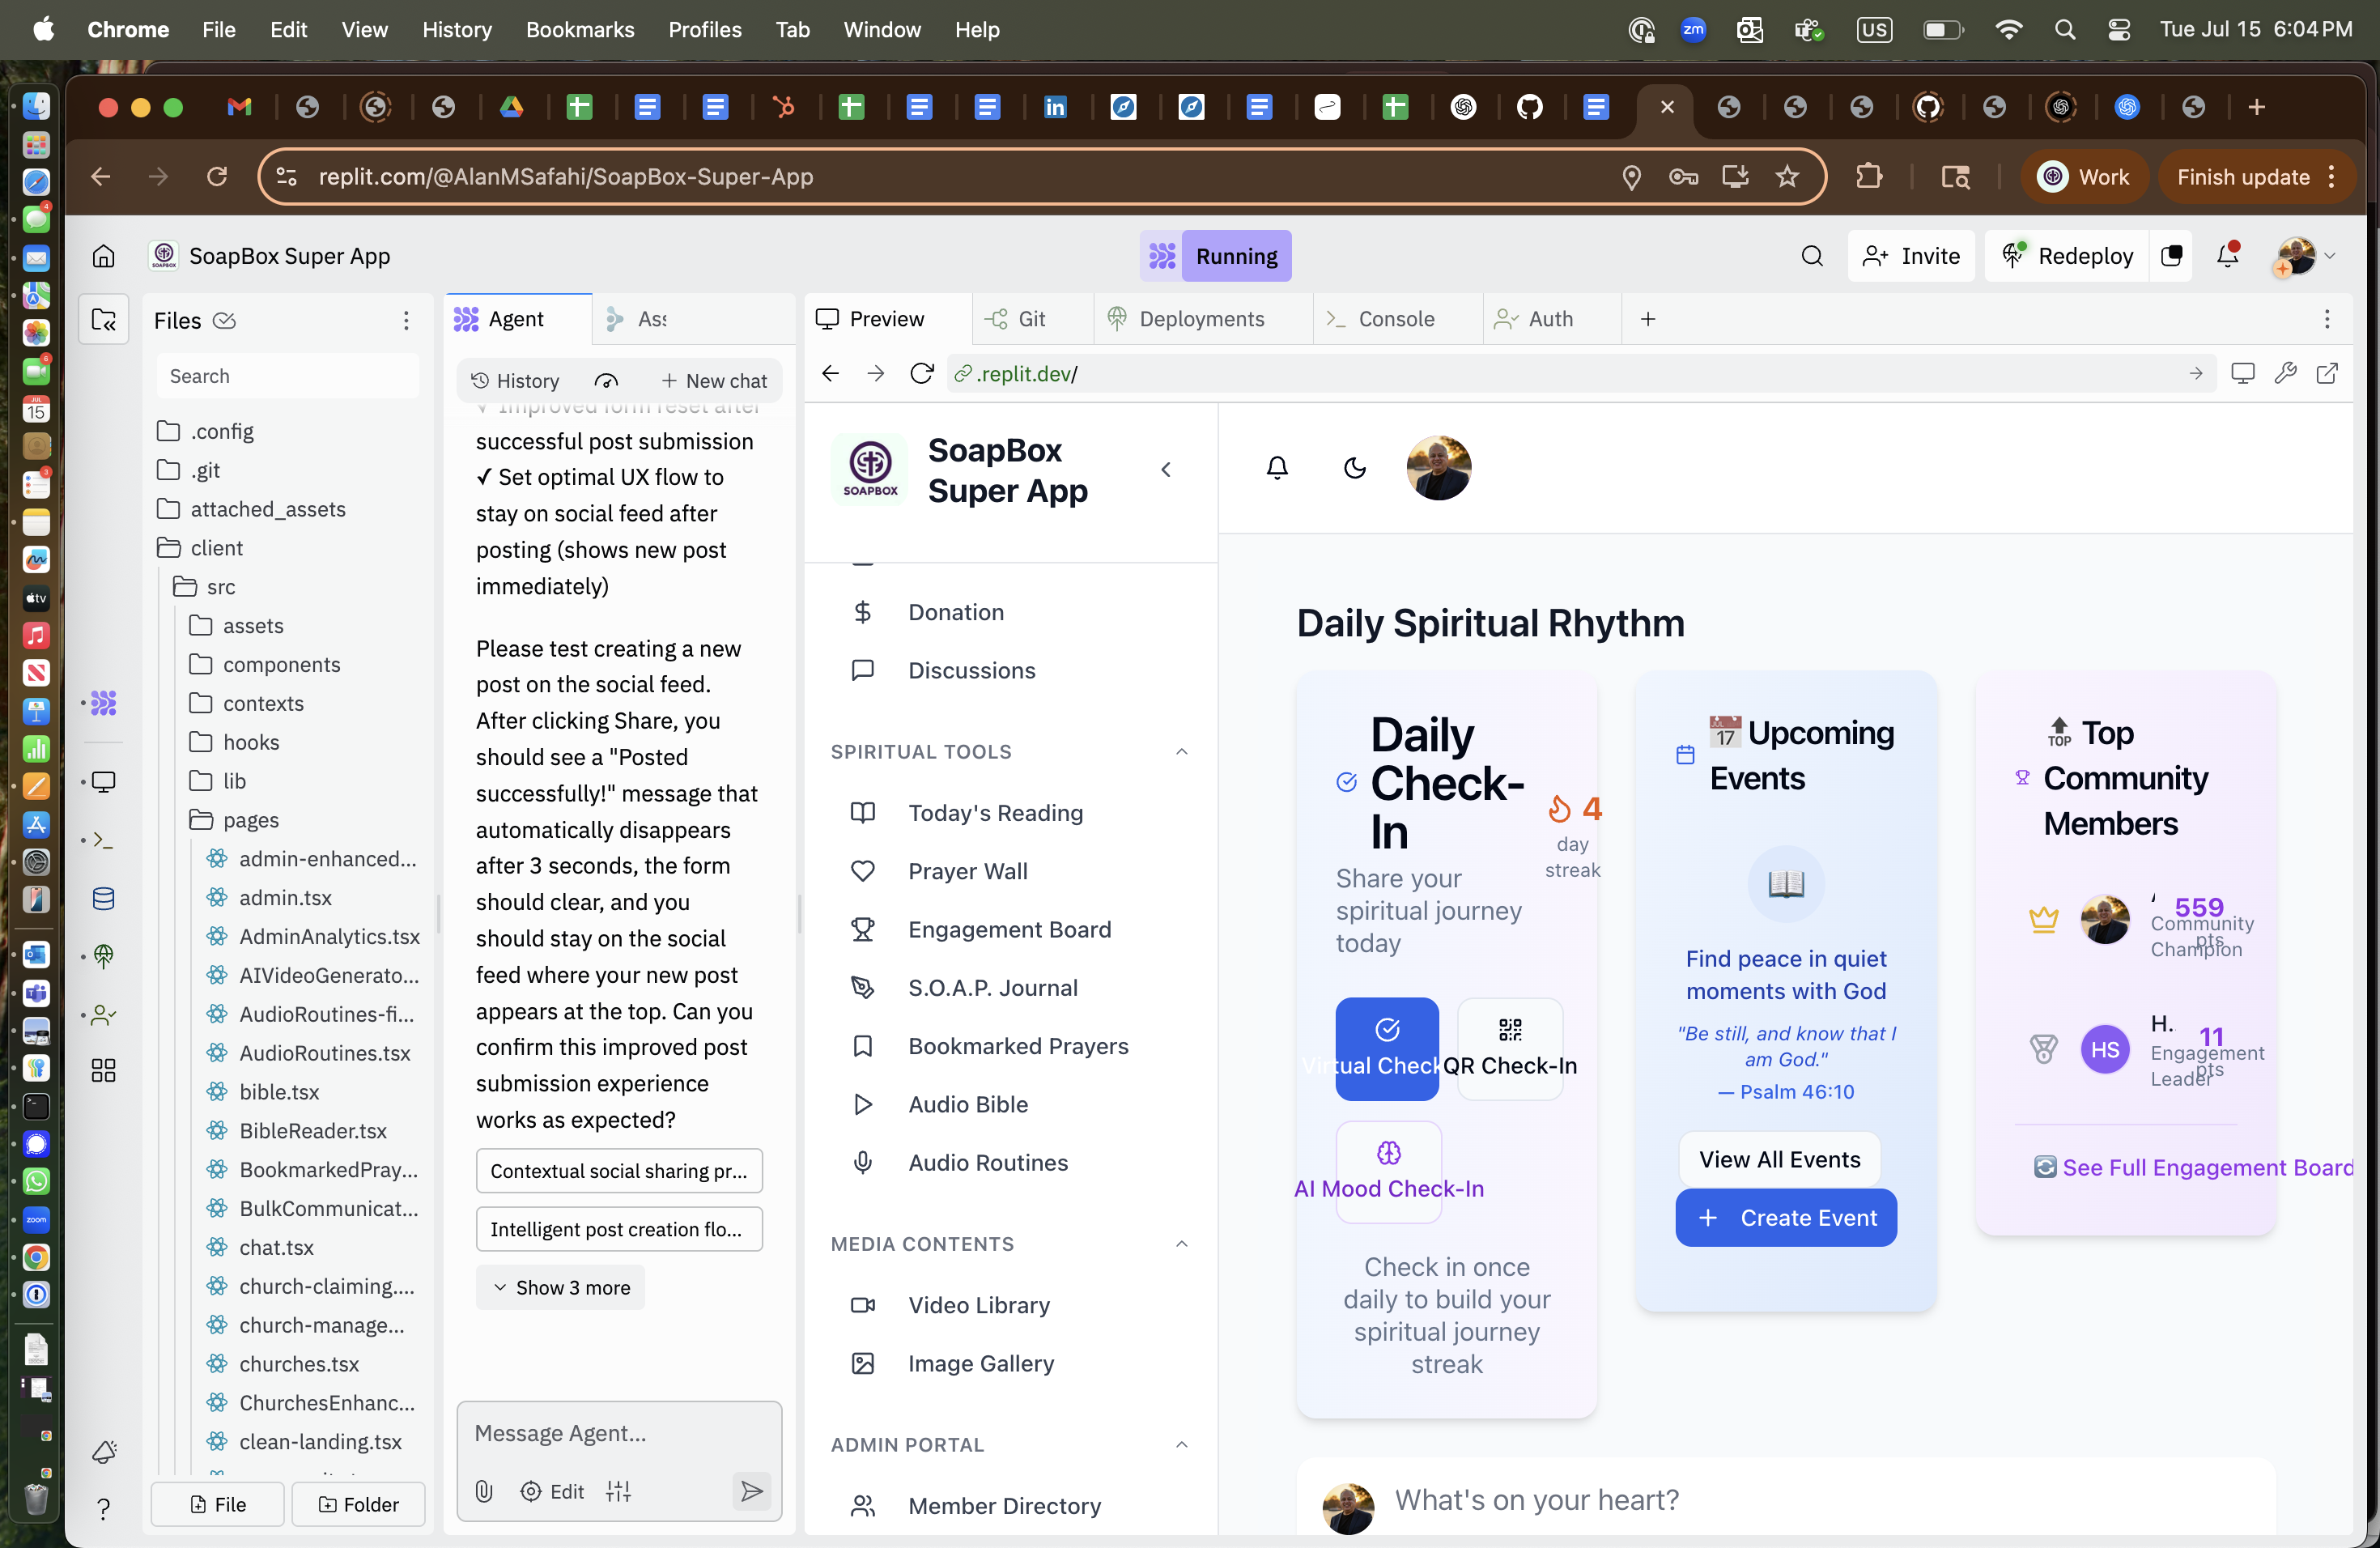 Chrome File Edit View History Bookmarks Profiles Tab Window Help
zm US Tue Jul 15 6:04 PM
replit.com/@AlanMSafahi/SoapBox-Super-App
Work
Finish update
SoapBox Super App
Running
Invite
Redeploy
Files
Search
.config
.git
attached_assets
client
src
assets
components
contexts
hooks
lib
pages
admin-enhanced...
admin.tsx
AdminAnalytics.tsx
AIVideoGenerato...
AudioRoutines-fi...
AudioRoutines.tsx
bible.tsx
BibleReader.tsx
BookmarkedPray...
BulkCommunicat...
chat.tsx
church-claiming....
church-manage...
churches.tsx
ChurchesEnhanc...
clean-landing.tsx
File
Folder
Agent
History
New chat
✓ Improved form reset after
successful post submission
✓ Set optimal UX flow to
stay on social feed after
posting (shows new post
immediately)
Please test creating a new
post on the social feed.
After clicking Share, you
should see a "Posted
successfully!" message that
automatically disappears
after 3 seconds, the form
should clear, and you
should stay on the social
feed where your new post
appears at the top. Can you
confirm this improved post
submission experience
works as expected?
Contextual social sharing pr...
Intelligent post creation flo...
Show 3 more
Message Agent...
Edit
Preview
Git
Deployments
Console
Auth
.replit.dev/
SOAPBOX
SoapBox
Super App
Donation
Discussions
SPIRITUAL TOOLS
Today's Reading
Prayer Wall
Engagement Board
S.O.A.P. Journal
Bookmarked Prayers
Audio Bible
Audio Routines
MEDIA CONTENTS
Video Library
Image Gallery
ADMIN PORTAL
Member Directory
Daily Spiritual Rhythm
Daily
Check-
In
4
day
streak
Share your
spiritual journey
today
Virtual Check
QR Check-In
AI Mood Check-In
Check in once
daily to build your
spiritual journey
streak
📅 Upcoming
Events
Find peace in quiet
moments with God
"Be still, and know that I
am God."
— Psalm 46:10
View All Events
+ Create Event
🔝 Top
Community
Members
559
pts
Community
Champion
H.
HS
11
pts
Engagement
Leader
🔄 See Full Engagement Board
What's on your heart?